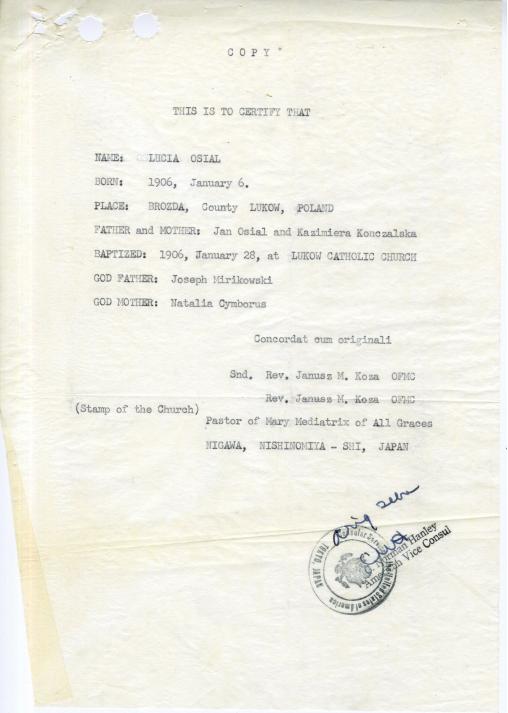 COPY
THIS IS TO CERTIFY THAT
NAME: LUCIA OSIAL
BORN: 1906, January 6.
PLACE: BROZDA, County LUKOW, POLAND
FATHER and MOTHER: Jan Osial and Kazimiera Konczalska
BAPTIZED: 1906, January 28, at LUKOW CATHOLIC CHURCH
GOD FATHER: Joseph Mirikowski
GOD MOTHER: Natalia Cymborus
Concordat cum originali
Snd. Rev. Janusz M. Koza OFMC
Rev. Janusz M. Koza OFMC
(Stamp of the Church)
Pastor of Mary Mediatrix of All Graces
NIGAWA, NISHINOMIYA - SHI, JAPAN
orig seen
Hanley
American Vice Consul
TOKYO, JAPAN
United States of America